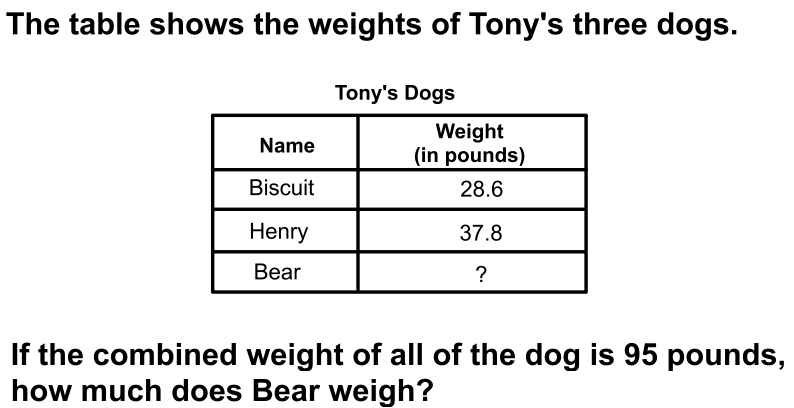 The table shows the weights of Tony's three dogs.
Tony's Dogs
Name
Weight
(in pounds)
Biscuit 28.6
Henry 37.8
Bear ?
If the combined weight of all of the dog is 95 pounds,
how much does Bear weigh?